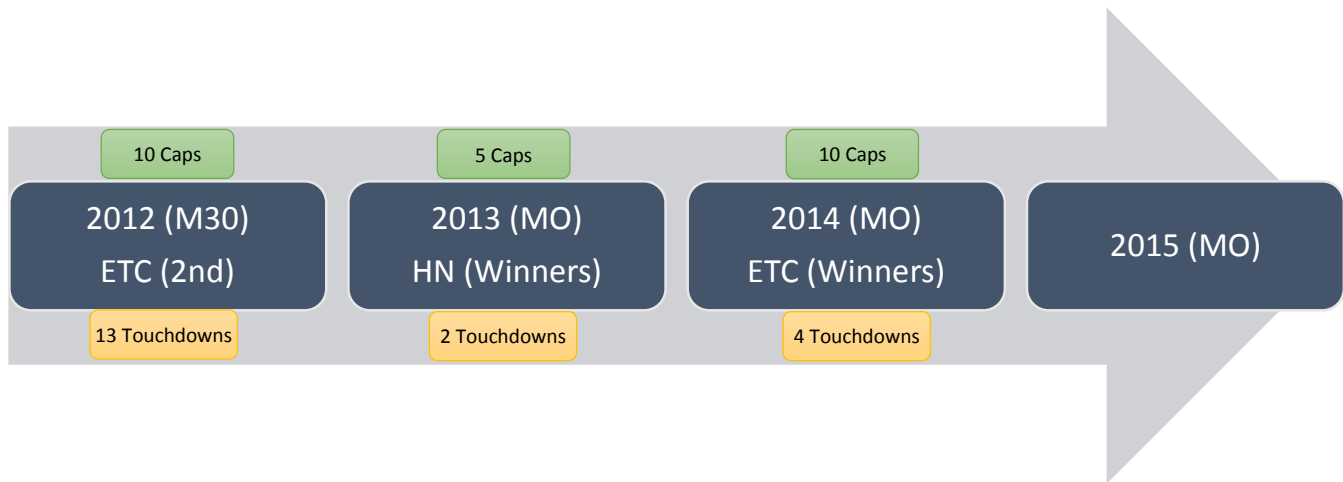 10 Caps
2012 (M30)
ETC (2nd)
13 Touchdowns
5 Caps
2013 (MO)
HN (Winners)
2 Touchdowns
10 Caps
2014 (MO)
ETC (Winners)
4 Touchdowns
2015 (MO)